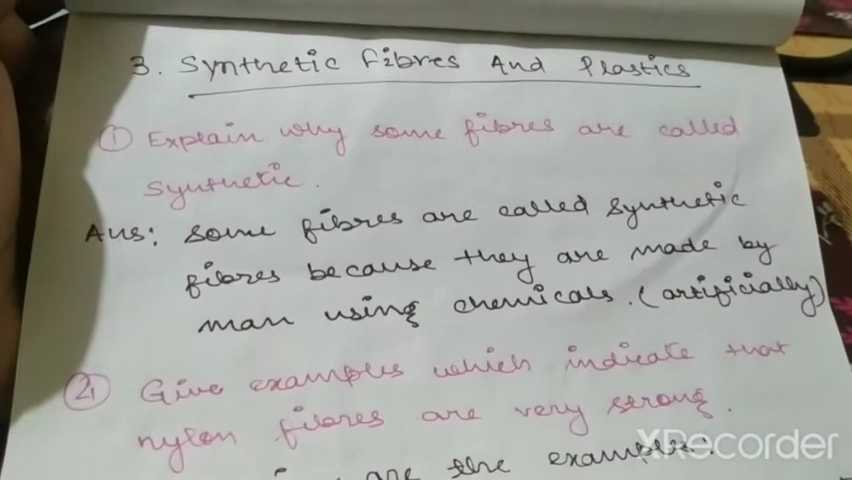 3. Synthetic Fibres And Plastics
① Explain why some fibres are called
synthetic.
Ans: Some fibres are called synthetic
fibres because they are made by
man using chemicals. (artificially)
② Give examples which indicate that
nylon fibres are very strong.
are the examples:
XRecorder